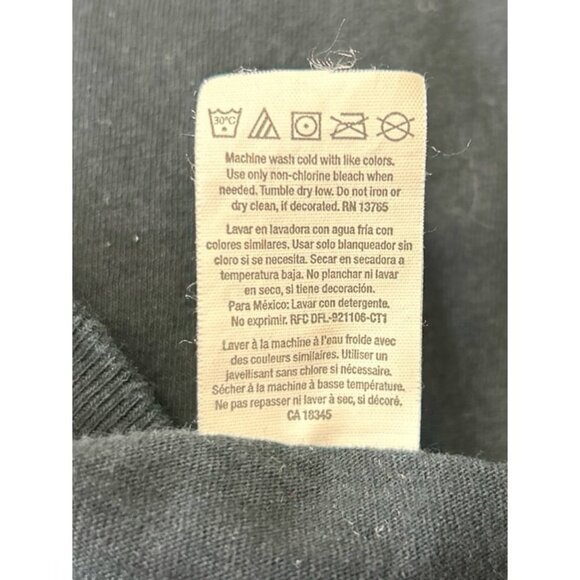 30°C
Machine wash cold with like colors.
Use only non-chlorine bleach when
needed. Tumble dry low. Do not iron or
dry clean, if decorated. RN 13765
Lavar en lavadora con agua fría con
colores similares. Usar solo blanqueador sin
cloro si se necesita. Secar en secadora a
temperatura baja. No planchar ni lavar
en seco, si tiene decoración.
Para México: Lavar con detergente.
No exprimir. RFC DFL-921106-CT1
Laver à la machine à l'eau froide avec
des couleurs similaires. Utiliser un
javellisant sans chlore si nécessaire.
Sécher à la machine à basse température.
Ne pas repasser ni laver à sec, si décoré.
CA 18345